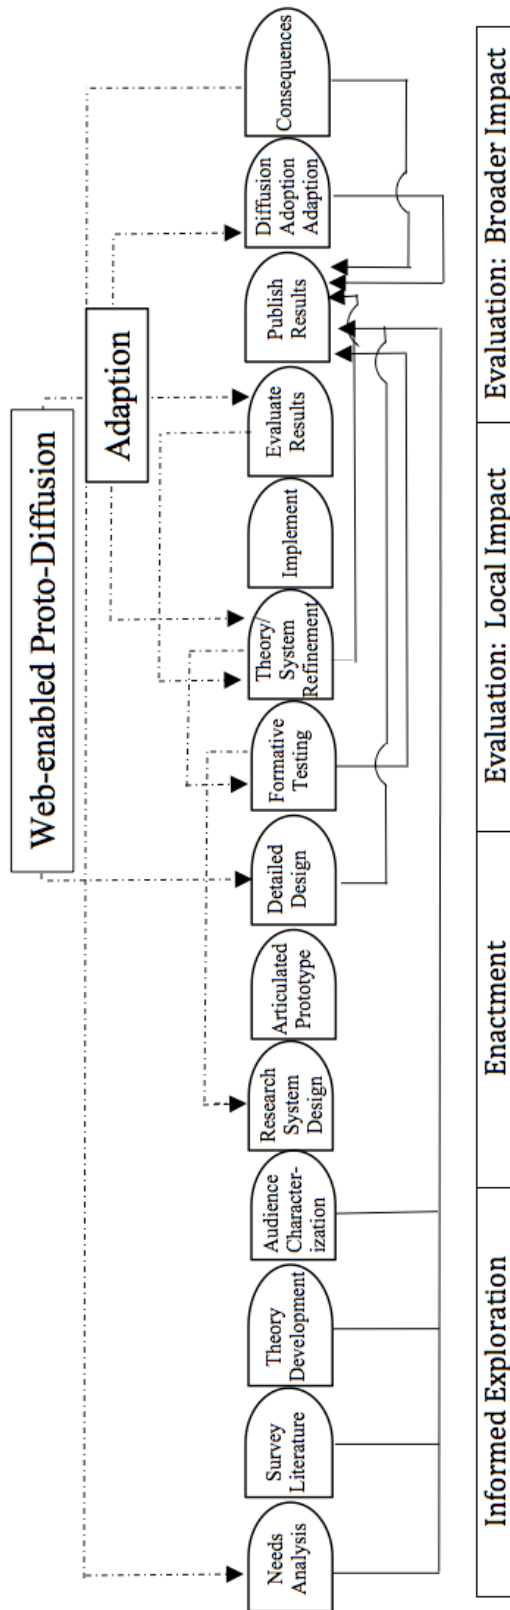 Web-enabled Proto-Diffusion
Adaption
Needs
Analysis
Survey
Literature
Theory
Development
Audience
Character-
ization
Research
System
Design
Articulated
Prototype
Detailed
Design
Formative
Testing
Theory/
System
Refinement
Implement
Evaluate
Results
Publish
Results
Diffusion
Adoption
Adaption
Consequences
Informed Exploration
Enactment
Evaluation: Local Impact
Evaluation: Broader Impact